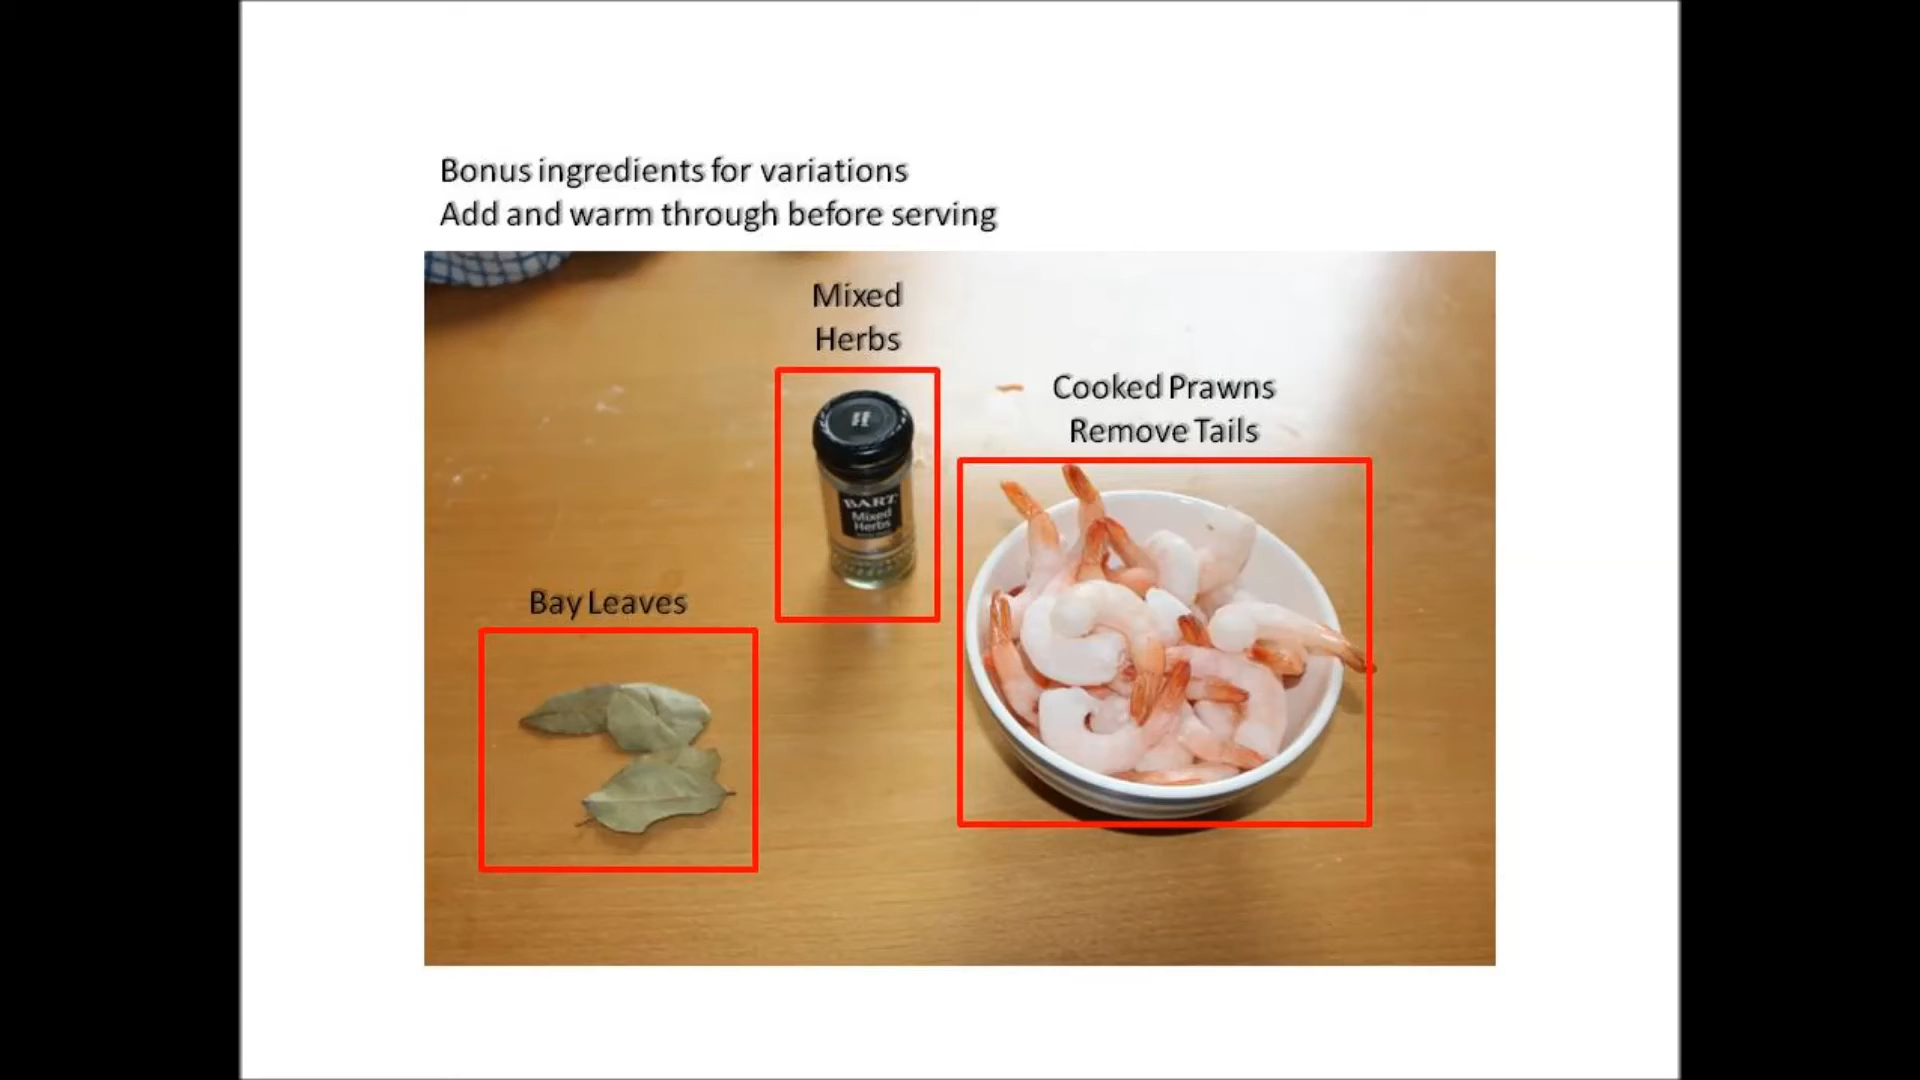 Bonus ingredients for variations
Add and warm through before serving
Mixed
Herbs
Cooked Prawns
Remove Tails
BART
Mixed
Herbs
Bay Leaves